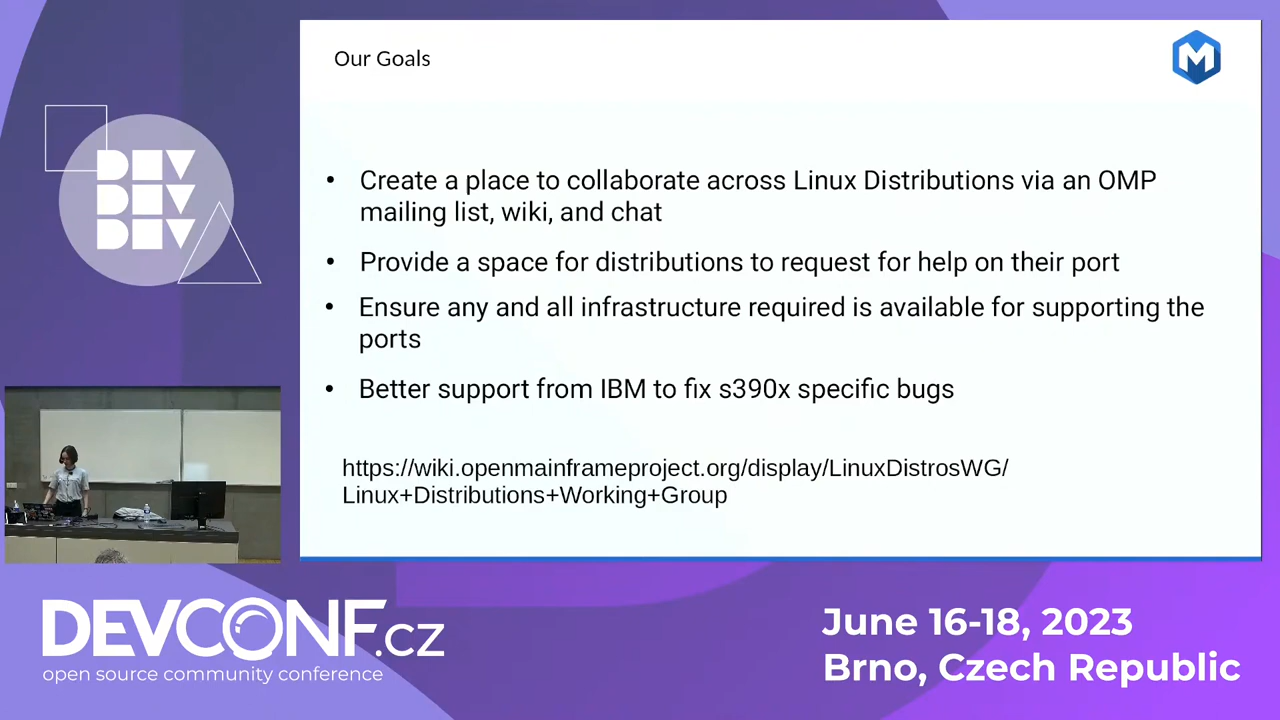 Our Goals
M
• Create a place to collaborate across Linux Distributions via an OMP
mailing list, wiki, and chat
• Provide a space for distributions to request for help on their port
• Ensure any and all infrastructure required is available for supporting the
ports
• Better support from IBM to fix s390x specific bugs
https://wiki.openmainframeproject.org/display/LinuxDistrosWG/
Linux+Distributions+Working+Group
DEV
DEV
DEV
DEVCONF.cz
open source community conference
June 16-18, 2023
Brno, Czech Republic